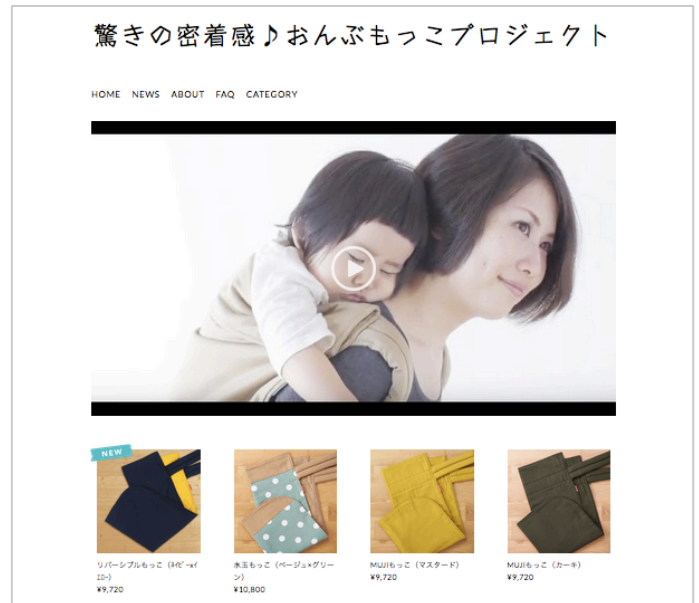 驚きの密着感♪おんぶもっこプロジェクト
HOME NEWS ABOUT FAQ CATEGORY
NEW
リバーシブルもっこ（ﾈｲﾋﾞｰxｲ
ｴﾛｰ)
¥9,720
水玉もっこ（ベージュ×グリー
ン）
¥10,800
MUJIもっこ（マスタード）
¥9,720
MUJIもっこ（カーキ）
¥9,720